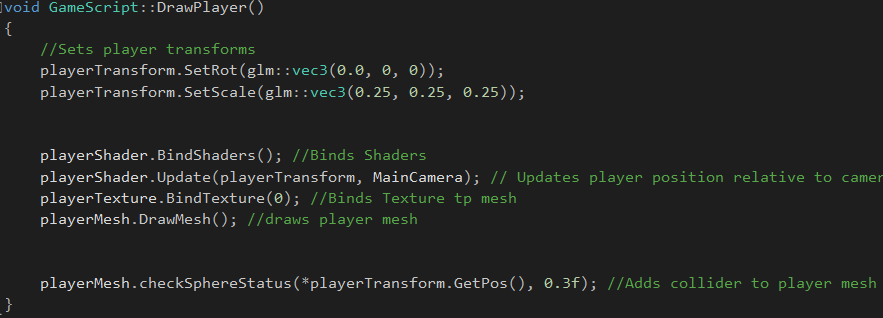 void GameScript::DrawPlayer()
{
//Sets player transforms
playerTransform.SetRot(glm::vec3(0.0, 0, 0));
playerTransform.SetScale(glm::vec3(0.25, 0.25, 0.25));
playerShader.BindShaders(); //Binds Shaders
playerShader.Update(playerTransform, MainCamera); // Updates player position relative to camer
playerTexture.BindTexture(0); //Binds Texture tp mesh
playerMesh.DrawMesh(); //draws player mesh
playerMesh.checkSphereStatus(*playerTransform.GetPos(), 0.3f); //Adds collider to player mesh
}